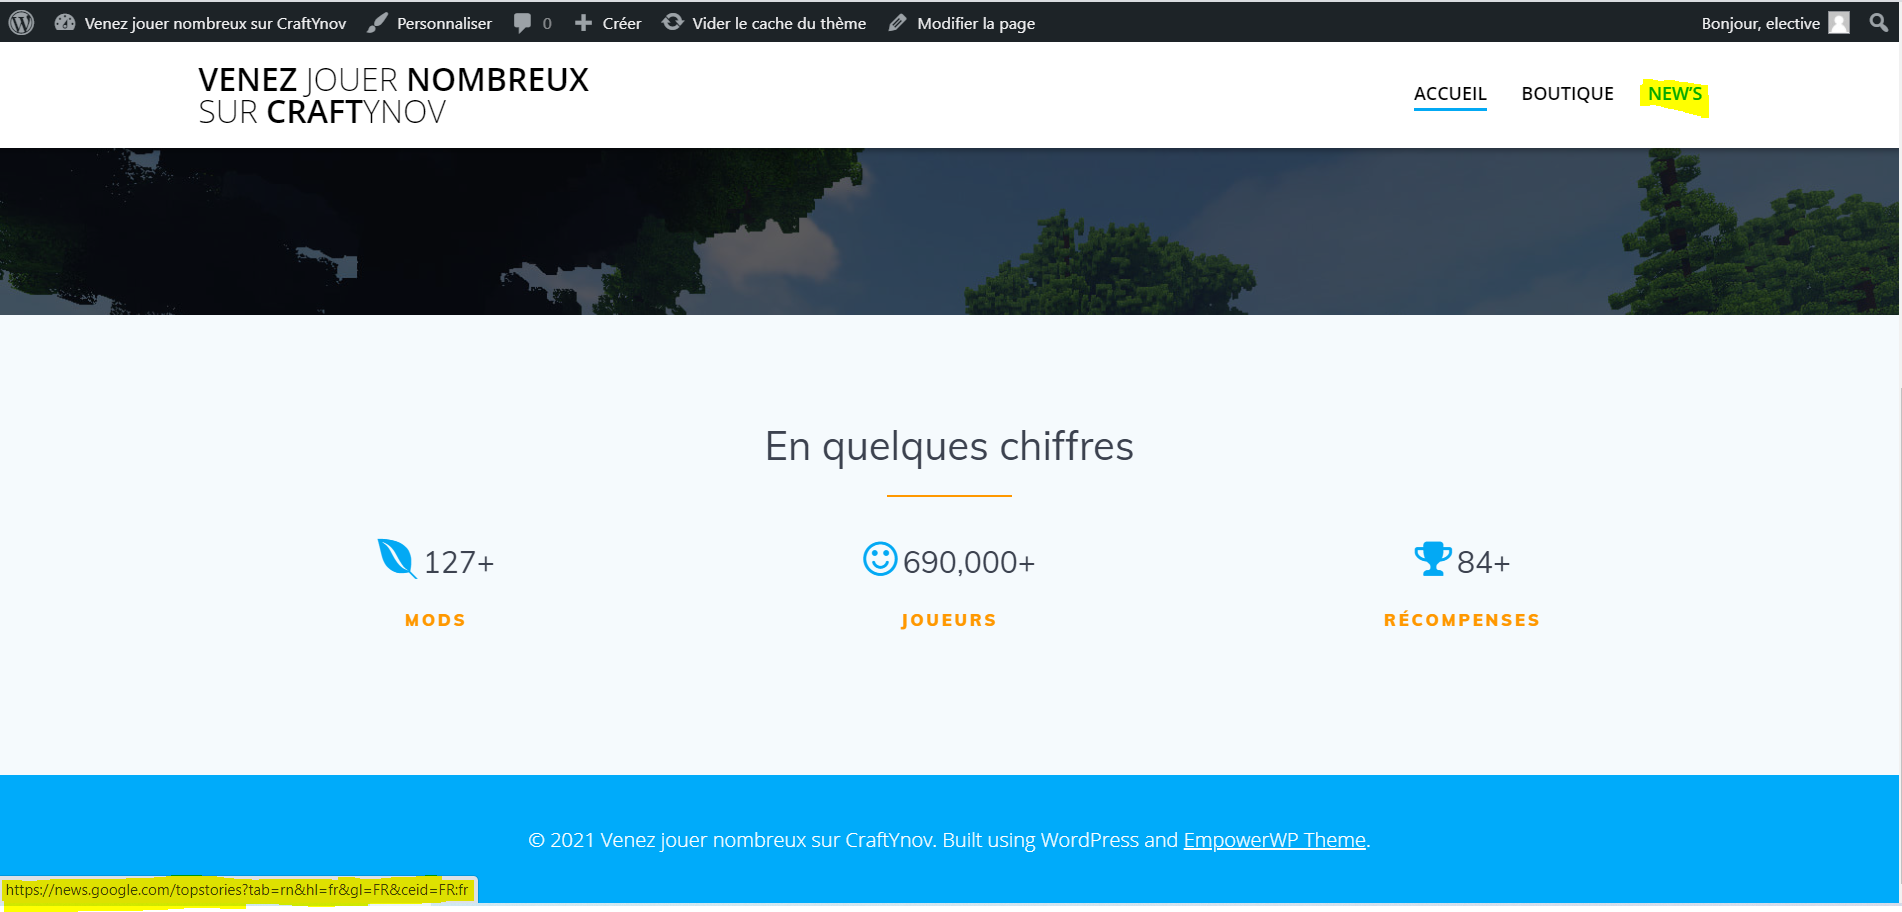 Venez jouer nombreux sur CraftYnov Personnaliser 0 Créer Vider le cache du thème Modifier la page Bonjour, elective
VENEZ JOUER NOMBREUX
SUR CRAFTYNOV
ACCUEIL BOUTIQUE NEW'S
En quelques chiffres
127+ 690,000+ 84+
MODS JOUEURS RÉCOMPENSES
© 2021 Venez jouer nombreux sur CraftYnov. Built using WordPress and EmpowerWP Theme.
https://news.google.com/topstories?tab=rn&hl=fr&gl=FR&ceid=FR:fr